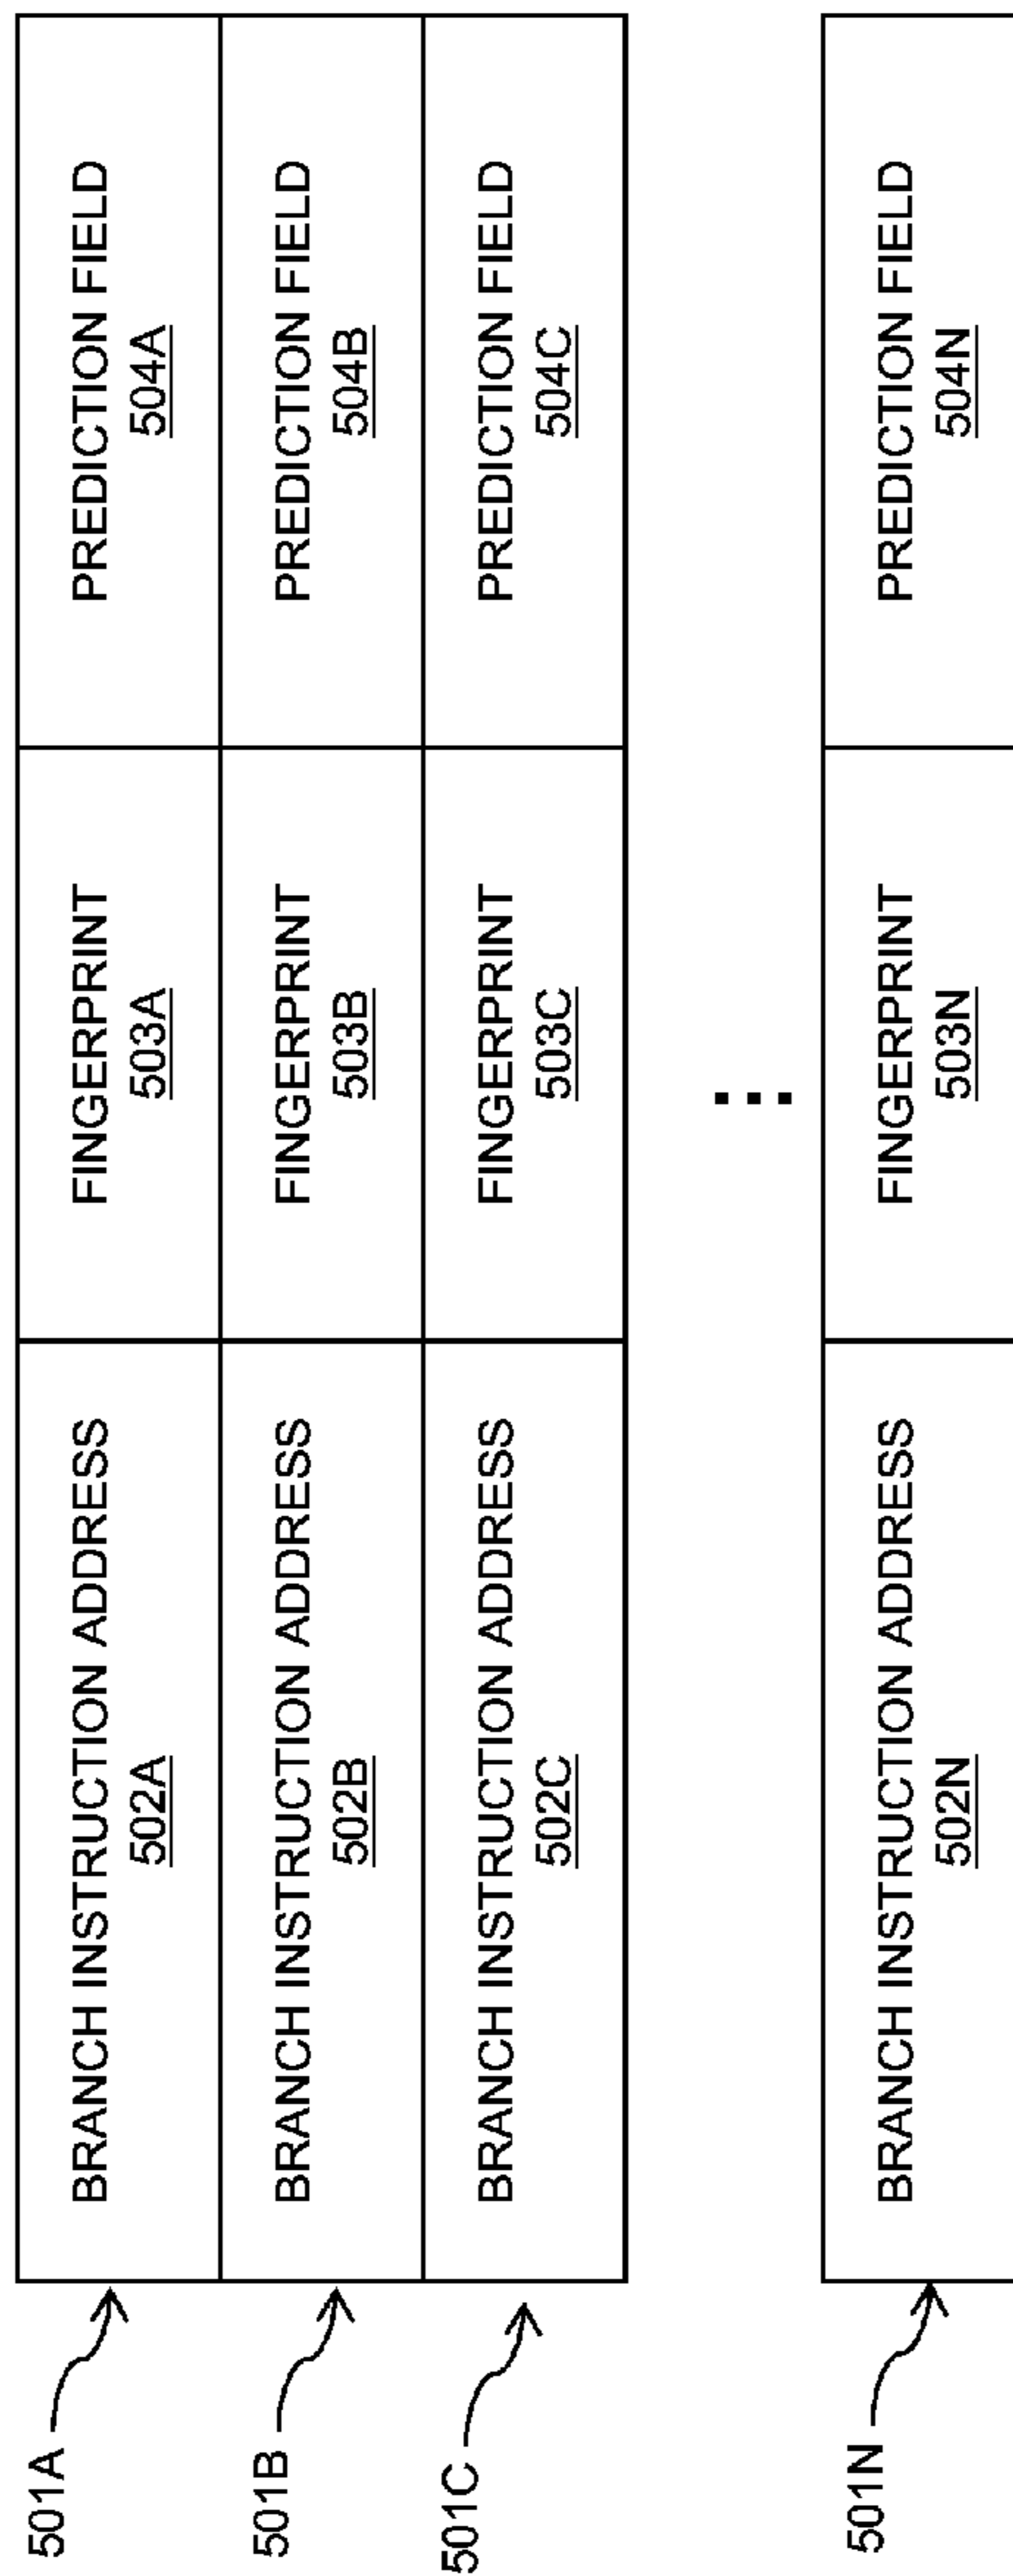 501A
BRANCH INSTRUCTION ADDRESS
502A
FINGERPRINT
503A
PREDICTION FIELD
504A
501B
BRANCH INSTRUCTION ADDRESS
502B
FINGERPRINT
503B
PREDICTION FIELD
504B
501C
BRANCH INSTRUCTION ADDRESS
502C
FINGERPRINT
503C
PREDICTION FIELD
504C
...
501N
BRANCH INSTRUCTION ADDRESS
502N
FINGERPRINT
503N
PREDICTION FIELD
504N